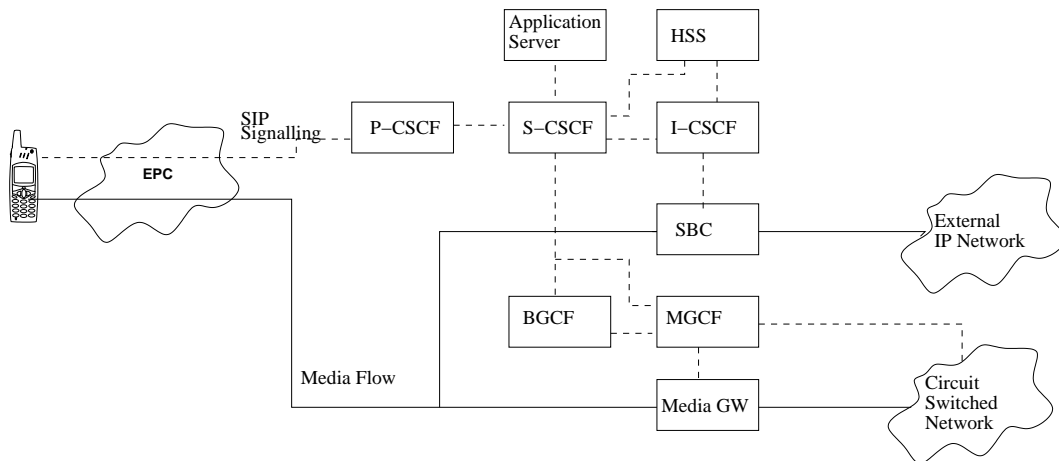 Application
Server
HSS
SIP
Signalling
P–CSCF
S–CSCF
I–CSCF
EPC
SBC
External
IP Network
BGCF
MGCF
Media Flow
Media GW
Circuit
Switched
Network